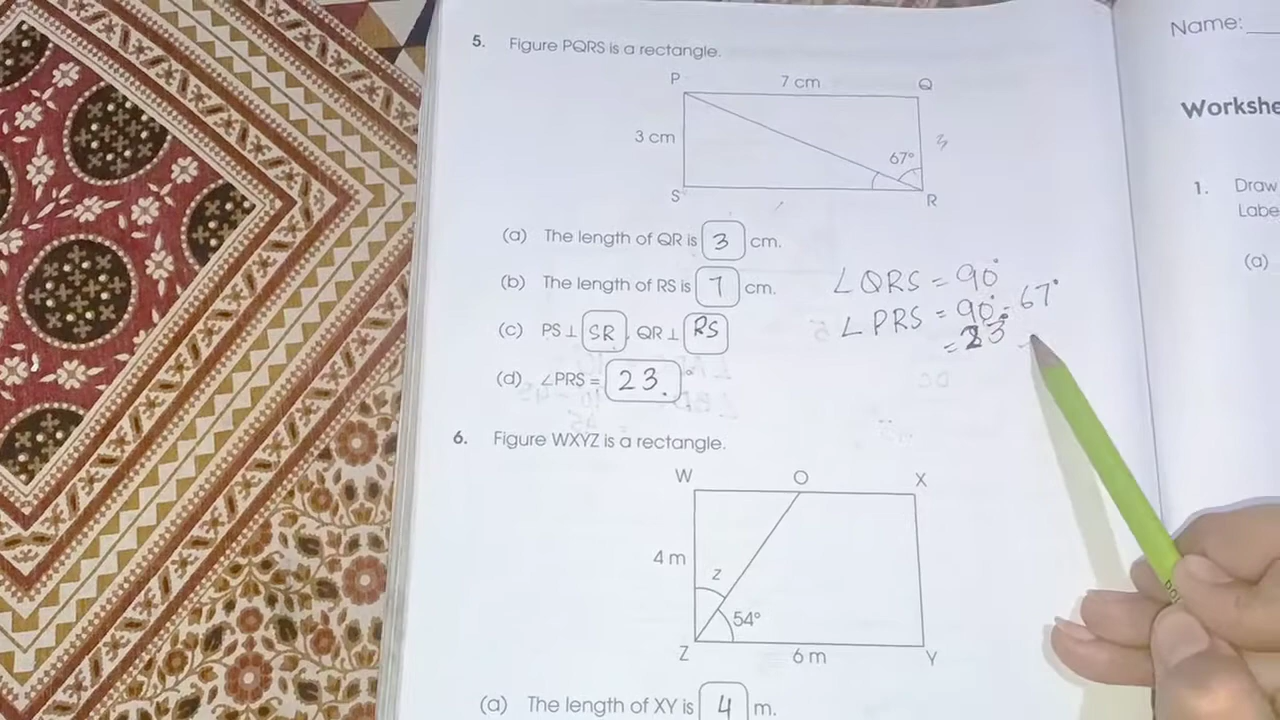 5. Figure PQRS is a rectangle.
P 7 cm Q
3 cm 3
67°
S R
(a) The length of QR is 3 cm.
(b) The length of RS is 7 cm.
(c) PS ⊥ SR, QR ⊥ RS
(d) ∠PRS = 23. °
∠QRS = 90°
∠PRS = 90° - 67°
= 23
6. Figure WXYZ is a rectangle.
W O X
4 m
z
54°
Z 6 m Y
(a) The length of XY is 4 m.
Name:
Workshe
1. Draw
Labe
(a)